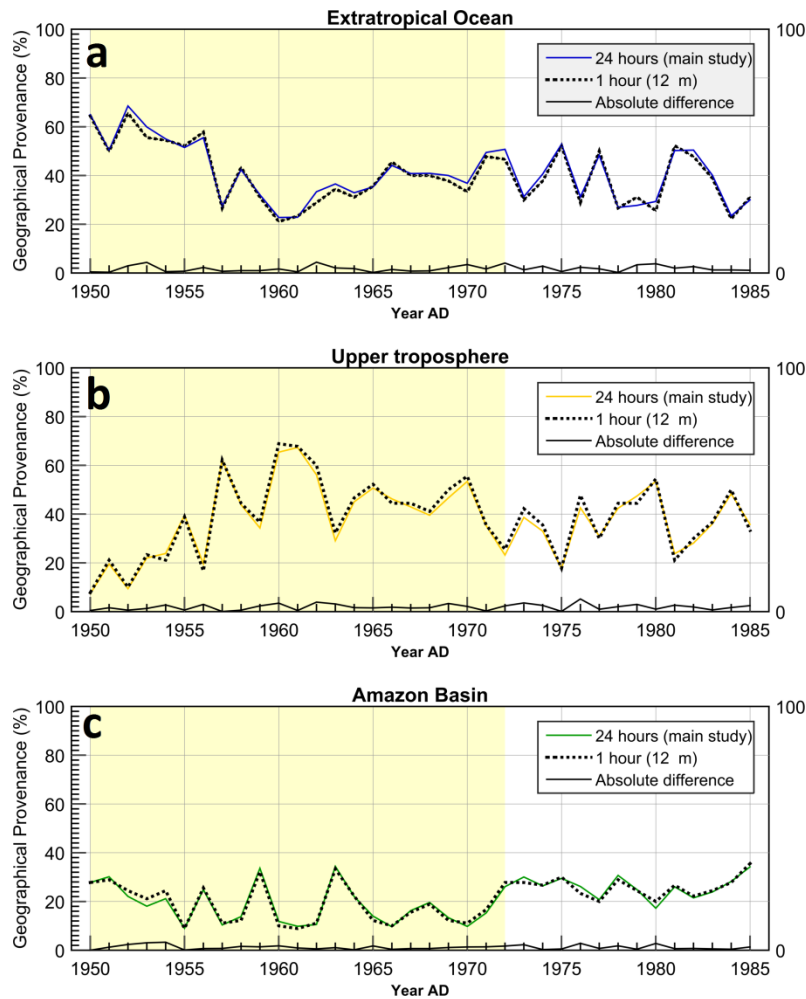 Extratropical Ocean
a
Geographical Provenance (%)
100
80
60
40
20
0
100
0
24 hours (main study)
1 hour (12 m)
Absolute difference
1950 1955 1960 1965 1970 1975 1980 1985
Year AD
Upper troposphere
b
Geographical Provenance (%)
100
80
60
40
20
0
100
0
24 hours (main study)
1 hour (12 m)
Absolute difference
1950 1955 1960 1965 1970 1975 1980 1985
Year AD
Amazon Basin
c
Geographical Provenance (%)
100
80
60
40
20
0
100
0
24 hours (main study)
1 hour (12 m)
Absolute difference
1950 1955 1960 1965 1970 1975 1980 1985
Year AD